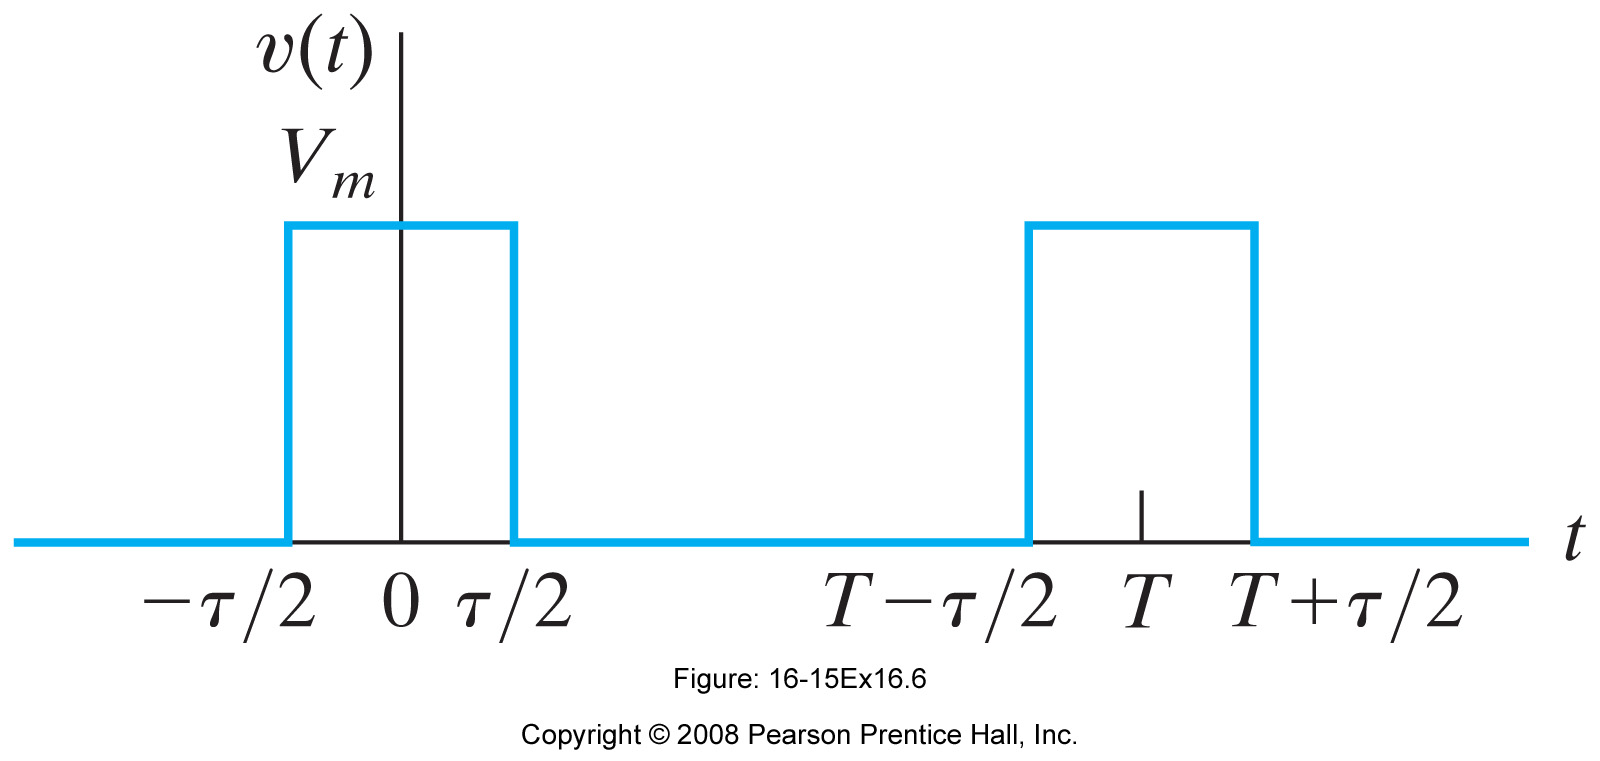 v(t)
V_m
−τ/2 0 τ/2 T−τ/2 T T+τ/2 t
Figure: 16-15Ex16.6
Copyright © 2008 Pearson Prentice Hall, Inc.